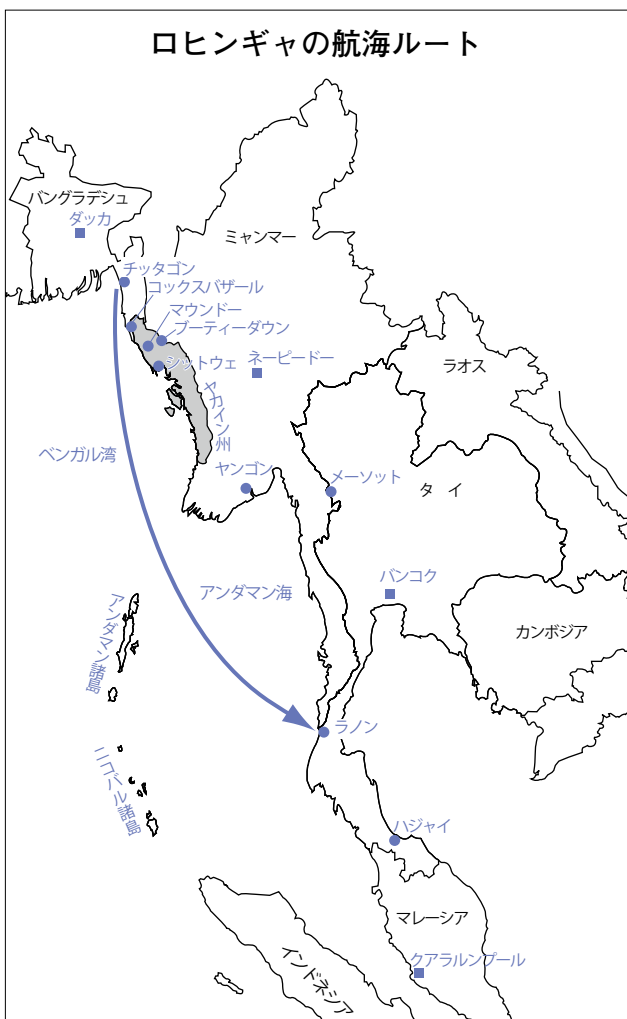 ロヒンギャの航海ルート
バングラデシュ
ダッカ
ミャンマー
チッタゴン
コックスバザール
マウンドー
ブーティーダウン
シットウェ
ネーピードー
ラオス
ヤカイン州
ベンガル湾
ヤンゴン
メーソット
タイ
アンダマン海
バンコク
アンダマン諸島
カンボジア
ラノン
ニコバル諸島
ハジャイ
マレーシア
クアラルンプール
インドネシア